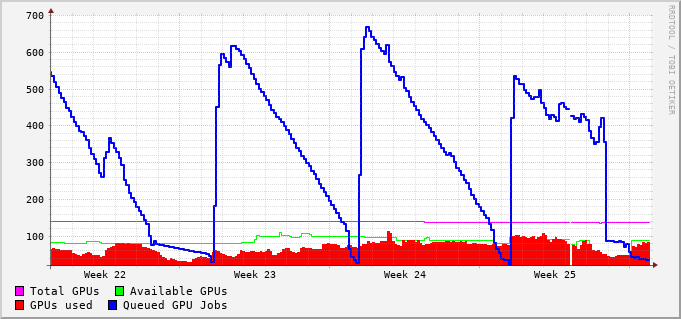 700
600
500
400
300
200
100
Week 22 Week 23 Week 24 Week 25
Total GPUs Available GPUs
GPUs used Queued GPU Jobs
RRDTOOL / TOBI OETIKER